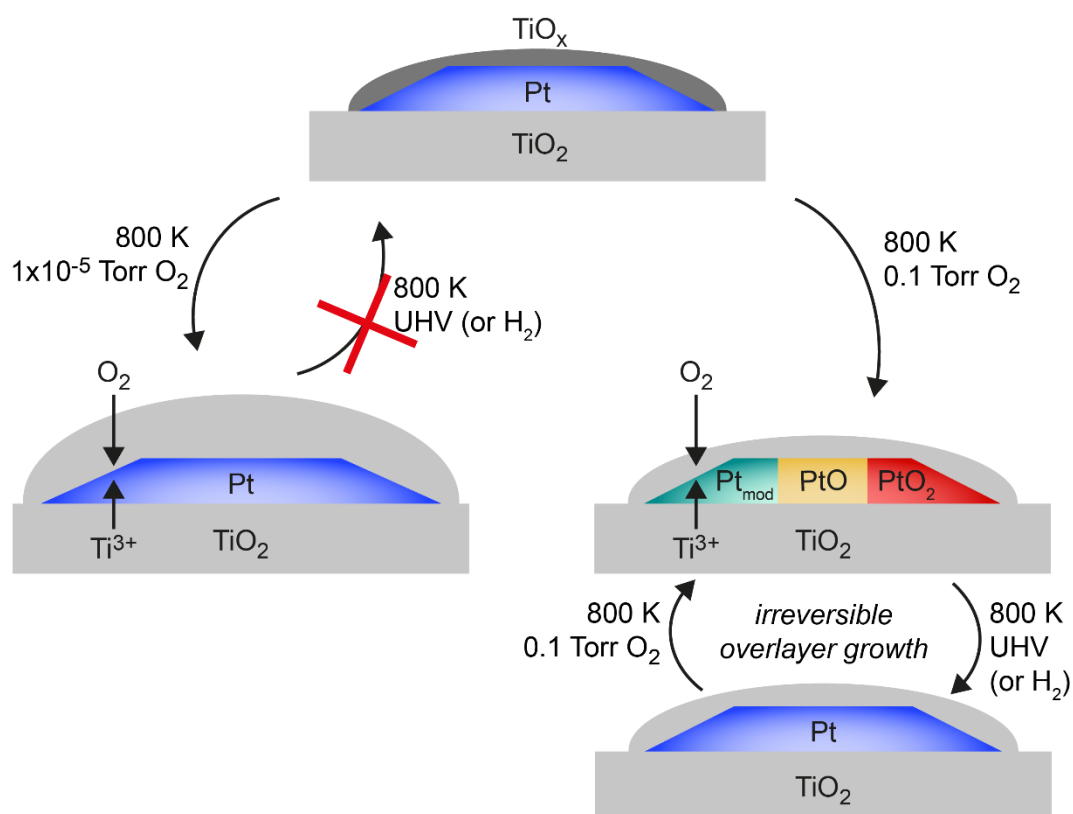 TiOₓ
Pt
TiO₂
800 K
1x10⁻⁵ Torr O₂
800 K
UHV (or H₂)
800 K
0.1 Torr O₂
O₂
Pt
Ti³⁺
TiO₂
O₂
Pt_mod
PtO
PtO₂
Ti³⁺
TiO₂
800 K
0.1 Torr O₂
irreversible
overlayer growth
800 K
UHV
(or H₂)
Pt
TiO₂